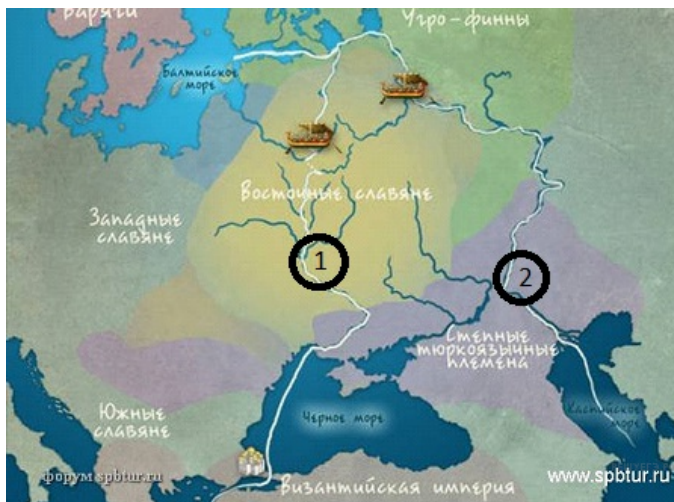 Варяги
Угро-финны
Балтийское
море
Восточные славяне
Западные
славяне
1
2
Степные
тюркоязычные
племена
Южные
славяне
Черное море
Каспийское
море
форум spbtur.ru
www.spbtur.ru
Византийская империя